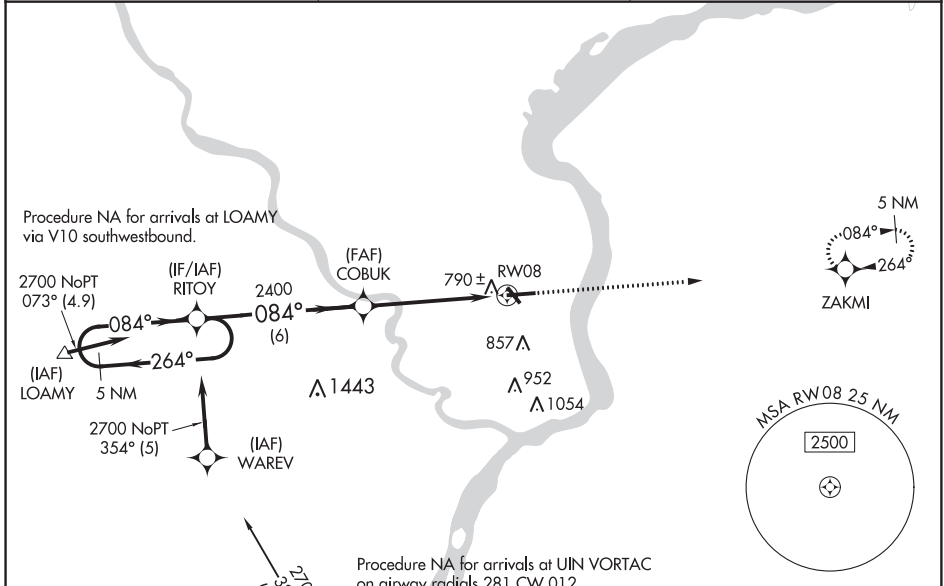 5 NM
084°
264°
ZAKMI
Procedure NA for arrivals at LOAMY
via V10 southwestbound.
2700 NoPT
073° (4.9)
(IF/IAF)
RITOY
2400
084°
(6)
(FAF)
COBUK
790 ±
RW08
084°
264°
(IAF)
LOAMY
5 NM
857
952
1054
1443
2700 NoPT
354° (5)
(IAF)
WAREV
MSA RW08 25 NM
2500
Procedure NA for arrivals at UIN VORTAC
on airway radials 281 CW 012.